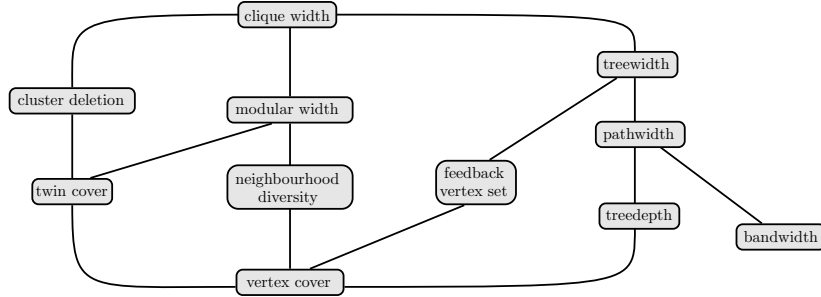 clique width
treewidth
cluster deletion
modular width
pathwidth
neighbourhood
diversity
feedback
vertex set
twin cover
treedepth
bandwidth
vertex cover